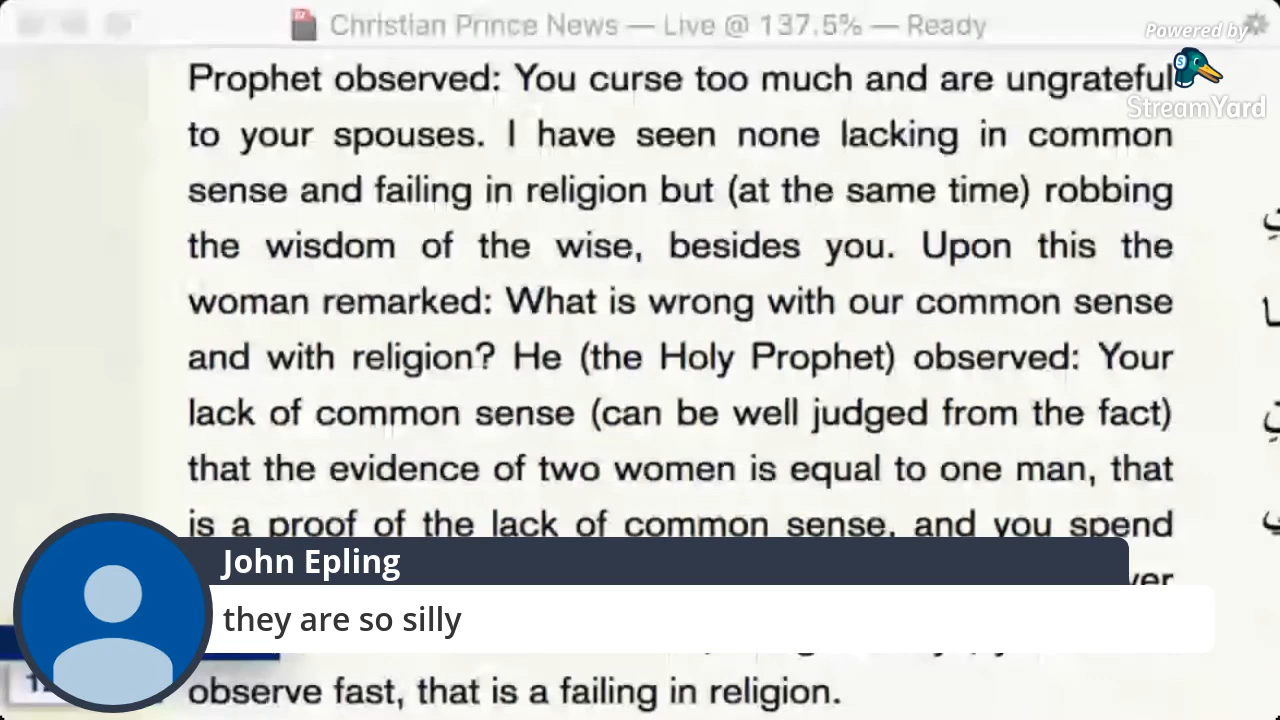 Christian Prince News — Live @ 137.5% — Ready
Powered by
StreamYard
Prophet observed: You curse too much and are ungrateful
to your spouses. I have seen none lacking in common
sense and failing in religion but (at the same time) robbing
the wisdom of the wise, besides you. Upon this the
woman remarked: What is wrong with our common sense
and with religion? He (the Holy Prophet) observed: Your
lack of common sense (can be well judged from the fact)
that the evidence of two women is equal to one man, that
is a proof of the lack of common sense, and you spend
John Epling
they are so silly
observe fast, that is a failing in religion.